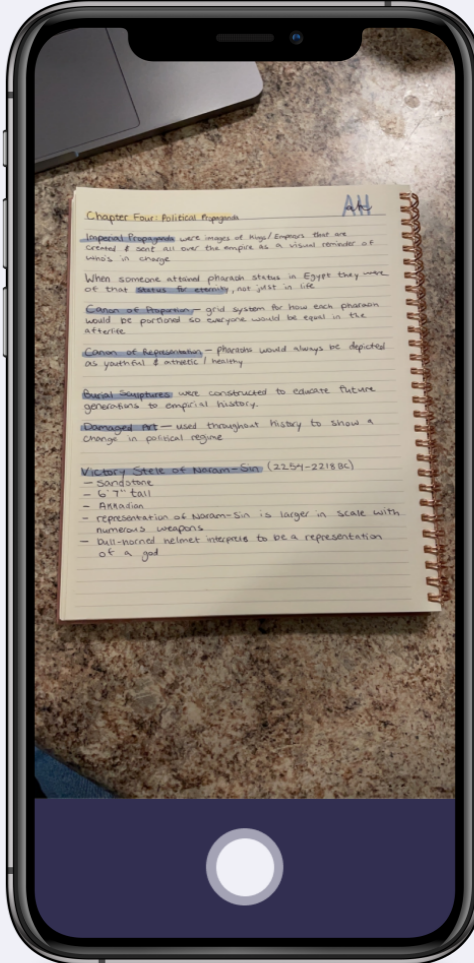 AH
Chapter Four: Political Propaganda
Imperial Propaganda were images of Kings/Emperors that are
created & sent all over the empire as a visual reminder of
who's in charge
When someone attained pharaoh status in Egypt they were
of that status for eternity, not just in life
Canon of Proportion – grid system for how each pharaoh
would be portioned so everyone would be equal in the
afterlife
Canon of Representation – pharaohs would always be depicted
as youthful & athletic / healthy
Burial Sculptures were constructed to educate future
generations to empirial history.
Damaged Art – used throughout history to show a
change in political regime
Victory Stele of Naram-Sin (2254-2218 BC)
– Sandstone
– 6'7" tall
– Akkadian
– representation of Naram-Sin is larger in scale with
numerous weapons
– Bull-horned helmet interprets to be a representation
of a god